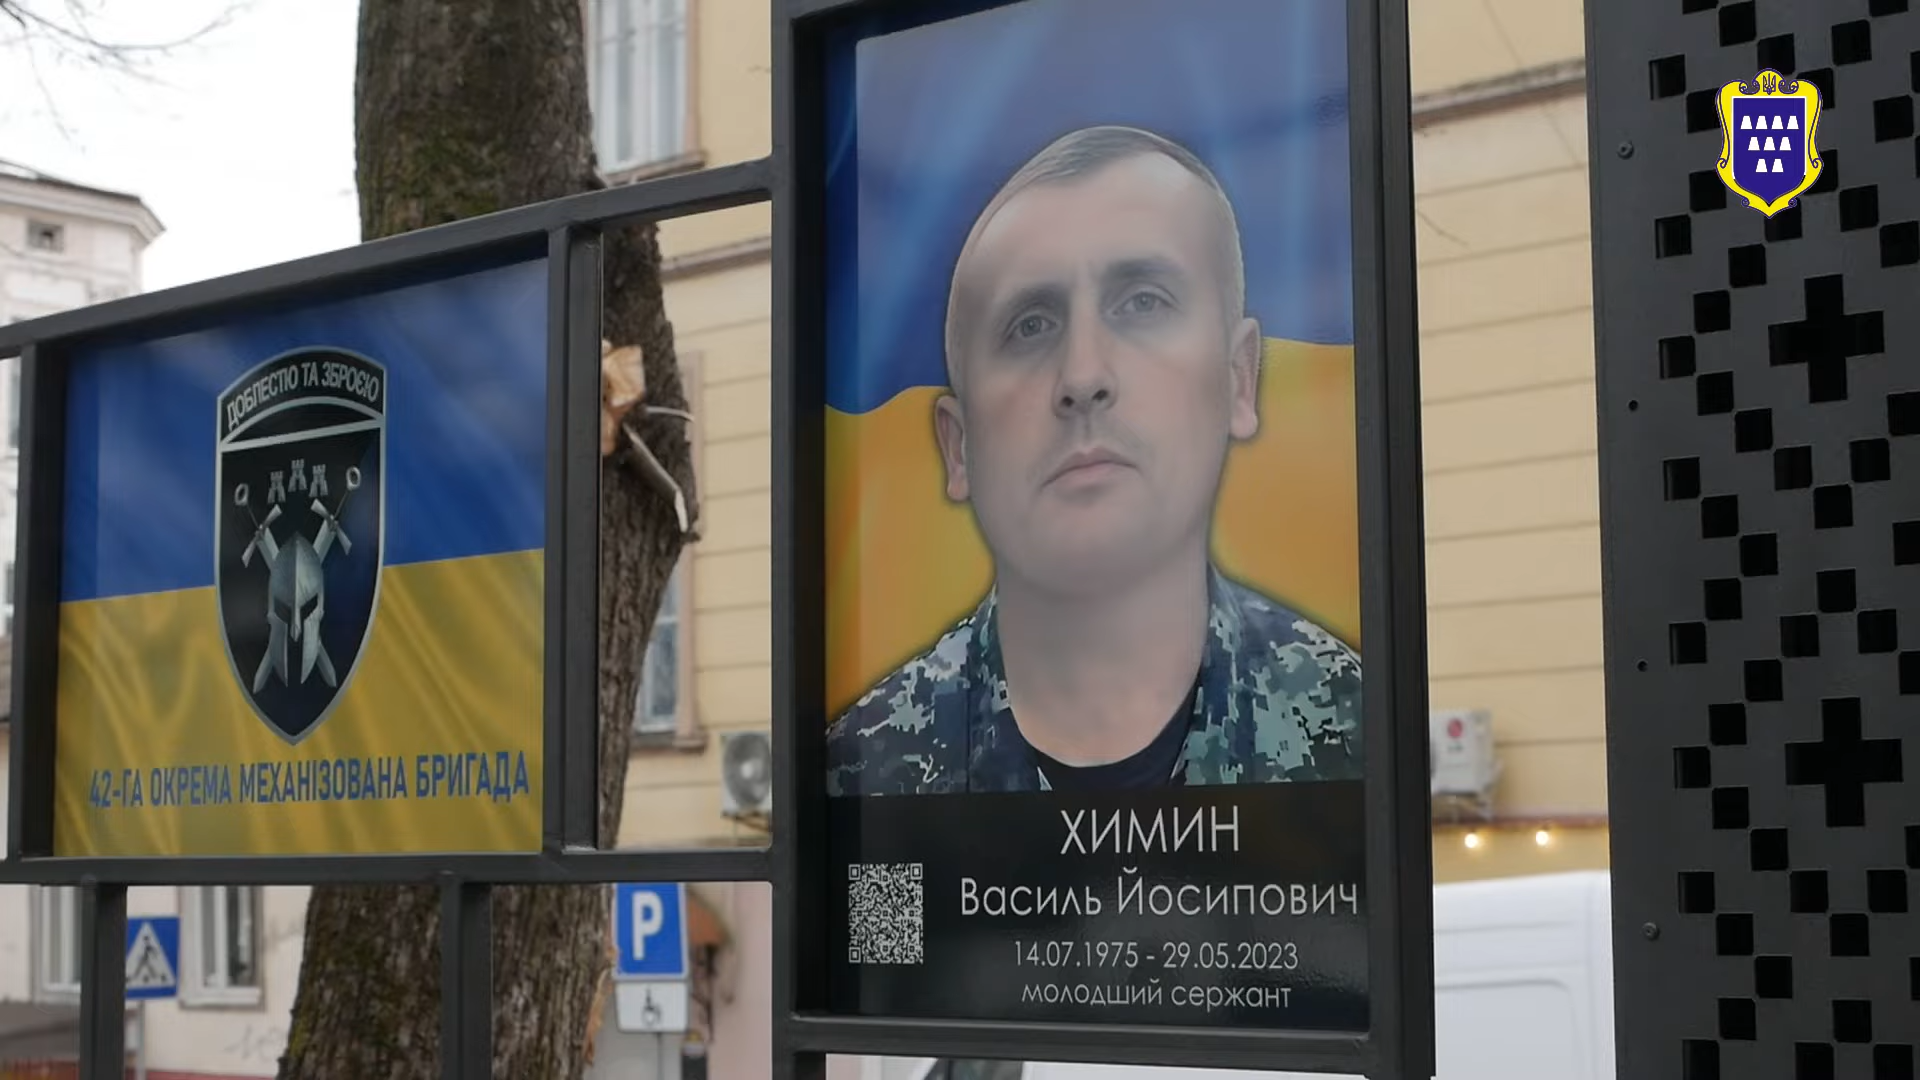 ДОБЛЕСТЮ ТА ЗБРОЄЮ
42-ГА ОКРЕМА МЕХАНІЗОВАНА БРИГАДА
ХИМИН
Василь Йосипович
14.07.1975 - 29.05.2023
молодший сержант
P